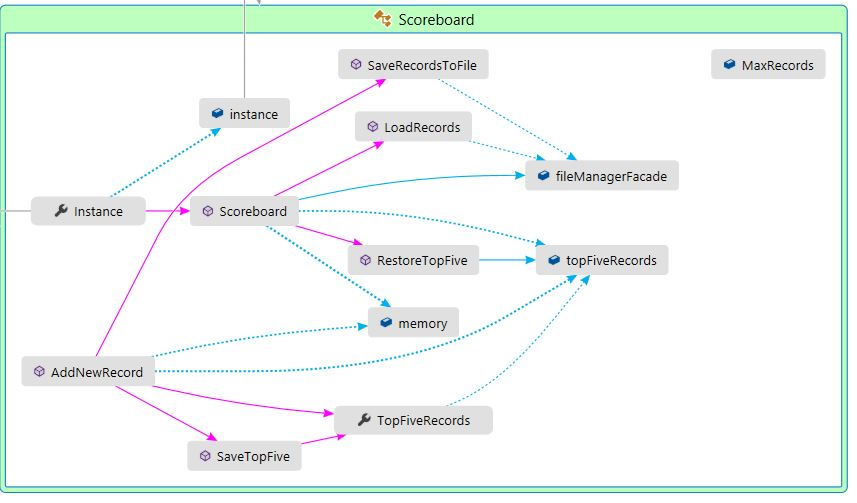 Scoreboard
SaveRecordsToFile
MaxRecords
instance
LoadRecords
fileManagerFacade
Instance
Scoreboard
RestoreTopFive
topFiveRecords
memory
AddNewRecord
TopFiveRecords
SaveTopFive